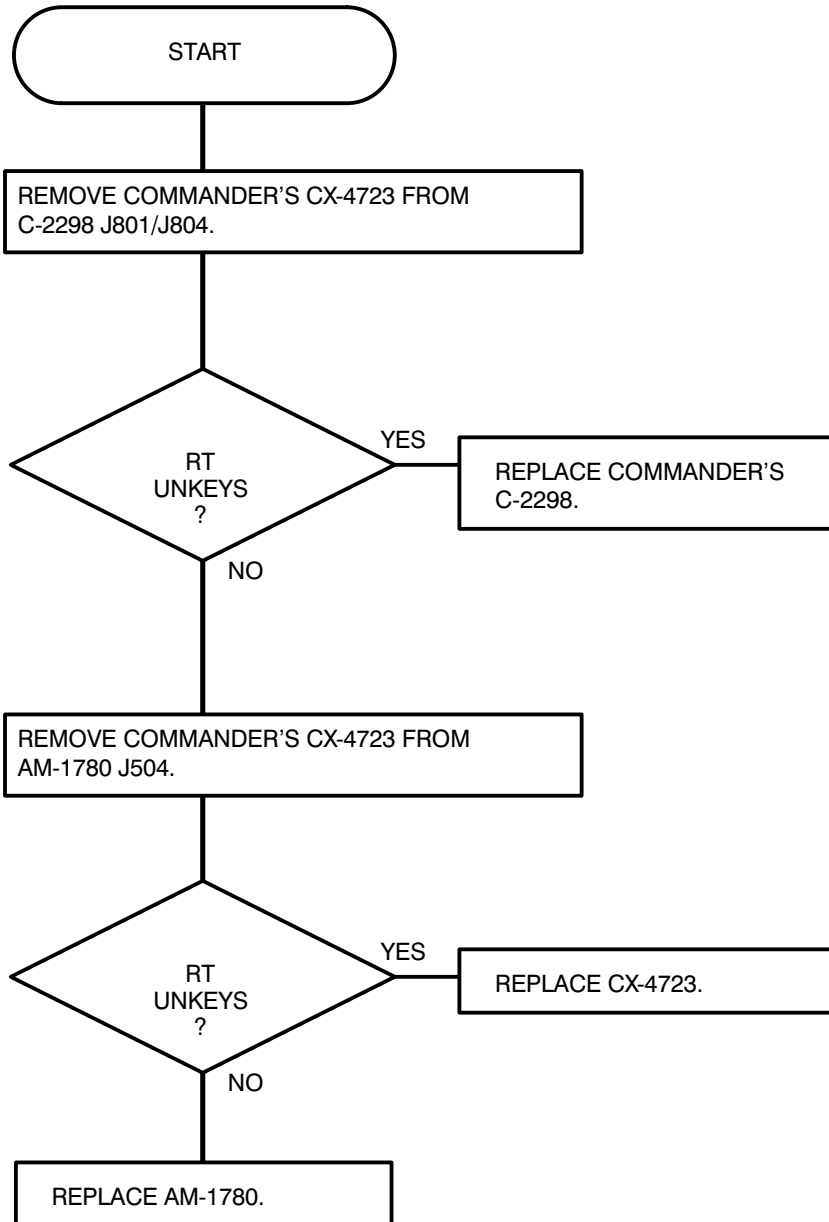 START
REMOVE COMMANDER'S CX-4723 FROM
C-2298 J801/J804.
RT
UNKEYS
?
YES
REPLACE COMMANDER'S
C-2298.
NO
REMOVE COMMANDER'S CX-4723 FROM
AM-1780 J504.
RT
UNKEYS
?
YES
REPLACE CX-4723.
NO
REPLACE AM-1780.